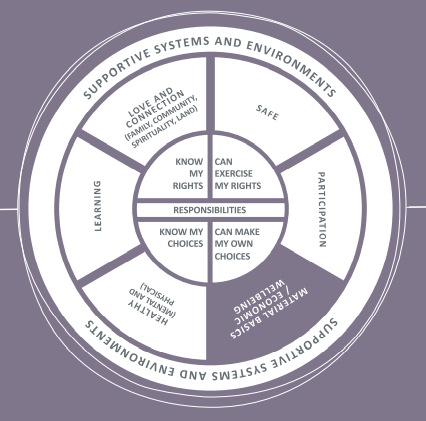 SUPPORTIVE SYSTEMS AND ENVIRONMENTS
LOVE AND
CONNECTION
(FAMILY, COMMUNITY,
SPIRITUALITY, LAND)
SAFE
KNOW
MY
RIGHTS
CAN
EXERCISE
MY RIGHTS
LEARNING
RESPONSIBILITIES
PARTICIPATION
KNOW MY
CHOICES
CAN MAKE
MY OWN
CHOICES
HEALTHY
(MENTAL AND
PHYSICAL)
MATERIAL BASICS
/ ECONOMIC
WELLBEING
SUPPORTIVE SYSTEMS AND ENVIRONMENTS